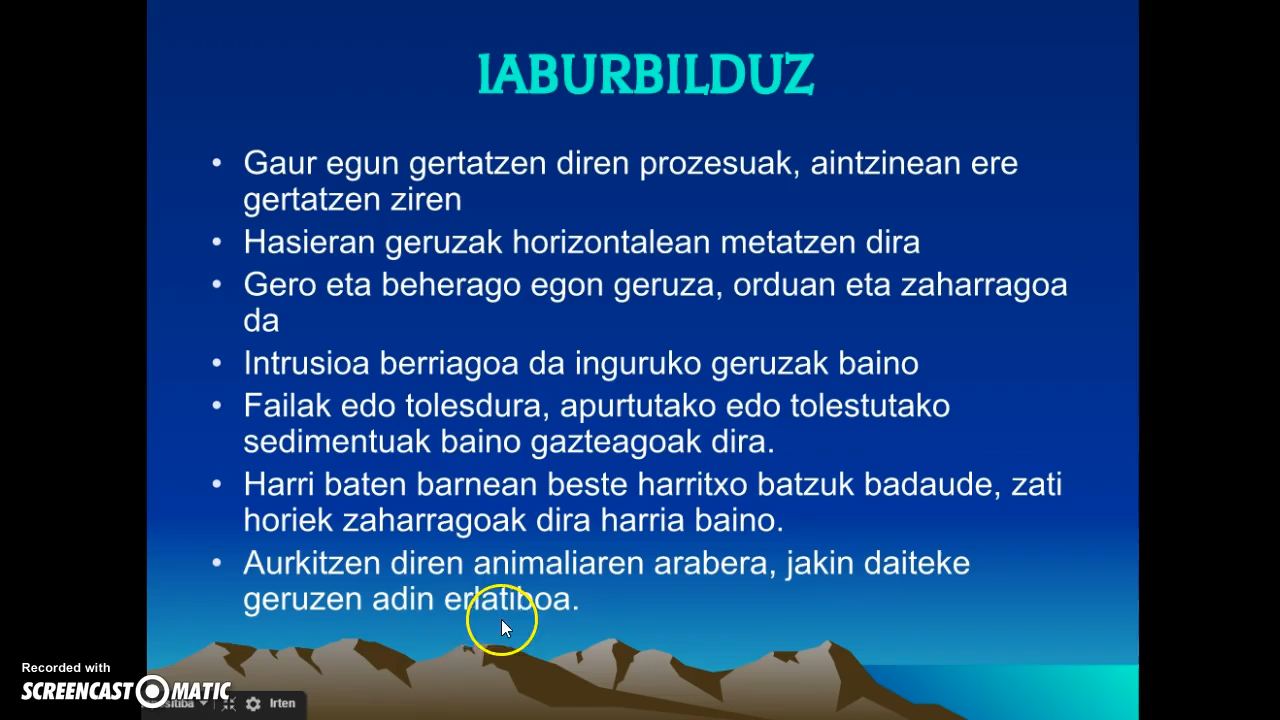 lABURBILDUZ
• Gaur egun gertatzen diren prozesuak, aintzinean ere
gertatzen ziren
• Hasieran geruzak horizontalean metatzen dira
• Gero eta beherago egon geruza, orduan eta zaharragoa
da
• Intrusioa berriagoa da inguruko geruzak baino
• Failak edo tolesdura, apurtutako edo tolestutako
sedimentuak baino gazteagoak dira.
• Harri baten barnean beste harritxo batzuk badaude, zati
horiek zaharragoak dira harria baino.
• Aurkitzen diren animaliaren arabera, jakin daiteke
geruzen adin erlatiboa.
Recorded with
SCREENCAST MATIC
Irten